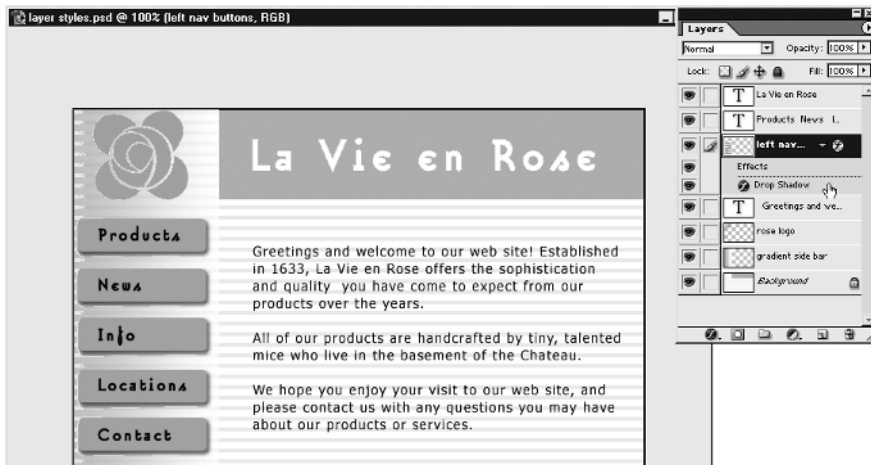 layer styles.psd @ 100% (left nav buttons, RGB)
La Vie en Rose
Products
News
Info
Locations
Contact
Greetings and welcome to our web site! Established
in 1633, La Vie en Rose offers the sophistication
and quality you have come to expect from our
products over the years.
All of our products are handcrafted by tiny, talented
mice who live in the basement of the Chateau.
We hope you enjoy your visit to our web site, and
please contact us with any questions you may have
about our products or services.
Layers
Normal Opacity: 100%
Lock: Fill: 100%
T La Vie en Rose
T Products News I..
left nav...
Effects
Drop Shadow
T Greetings and we...
rose logo
gradient side bar
Background